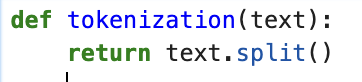 def tokenization(text):
    return text.split()